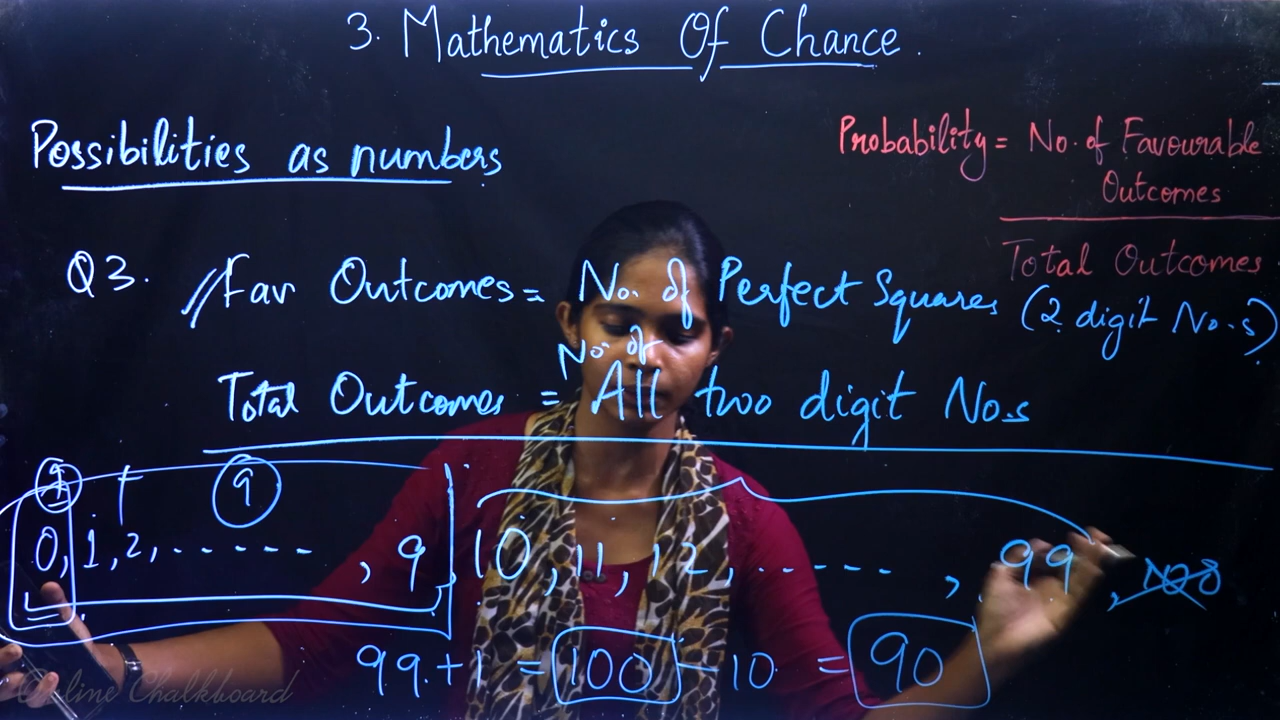 3. Mathematics Of Chance.
Possibilities as numbers
Probability = No. of Favourable
Outcomes
Total Outcomes
Q3. Fav Outcomes = No. of Perfect Squares (2 digit No.s)
No. of
Total Outcomes = All two digit No.s
1 + 9
0, 1, 2, ------ , 9, 10, 11, 12, ------ , 99, 100
99 + 1 = 100 - 10 = 90
Online Chalkboard